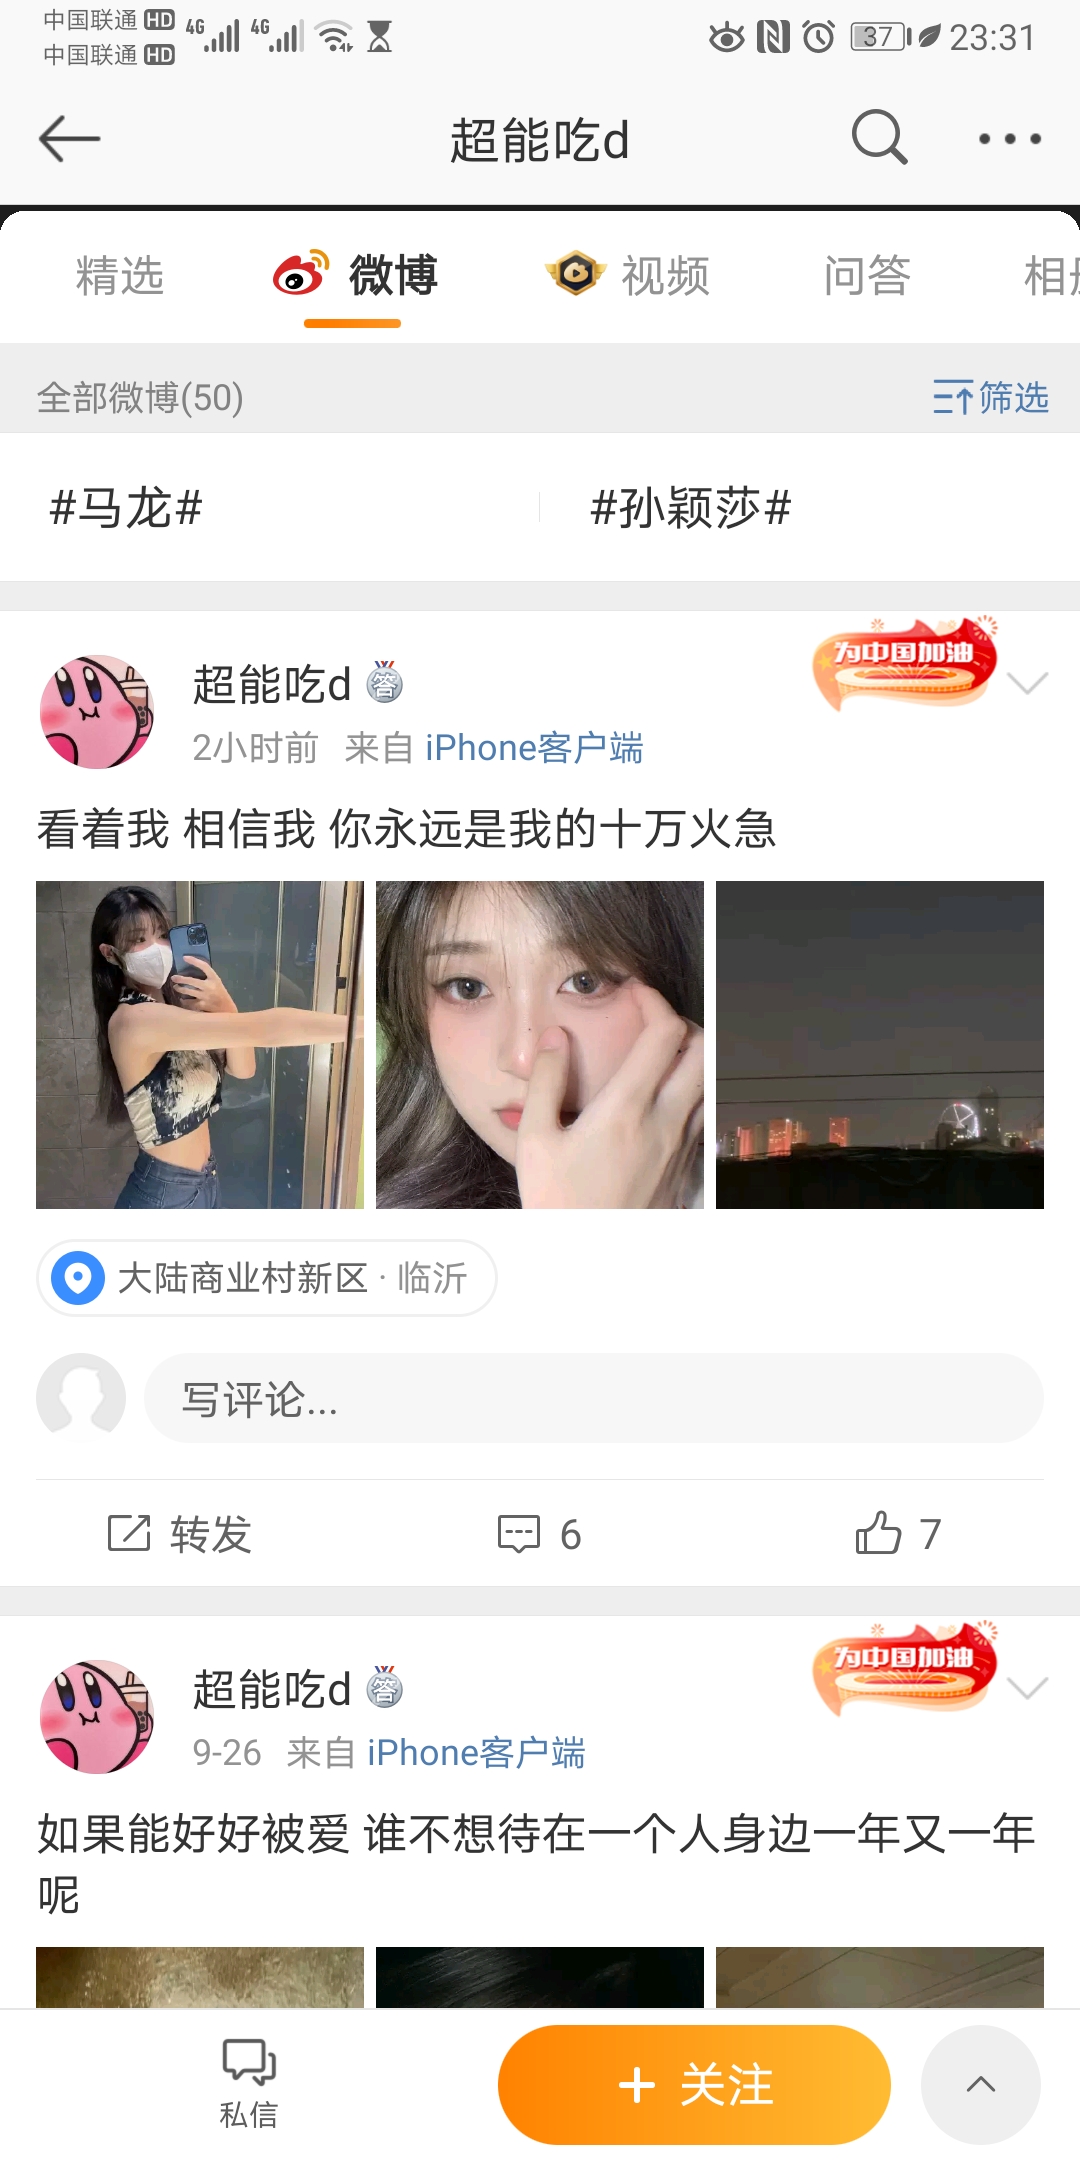 中国联通 HD 4G 4G 37 23:31
中国联通 HD
超能吃d
精选 微博 视频 问答 相册
全部微博(50) 筛选
#马龙# #孙颖莎#
超能吃d 答 为中国加油
2小时前 来自 iPhone客户端
看着我 相信我 你永远是我的十万火急
大陆商业村新区 · 临沂
写评论...
转发 6 7
超能吃d 答 为中国加油
9-26 来自 iPhone客户端
如果能好好被爱 谁不想待在一个人身边一年又一年
呢
私信 + 关注